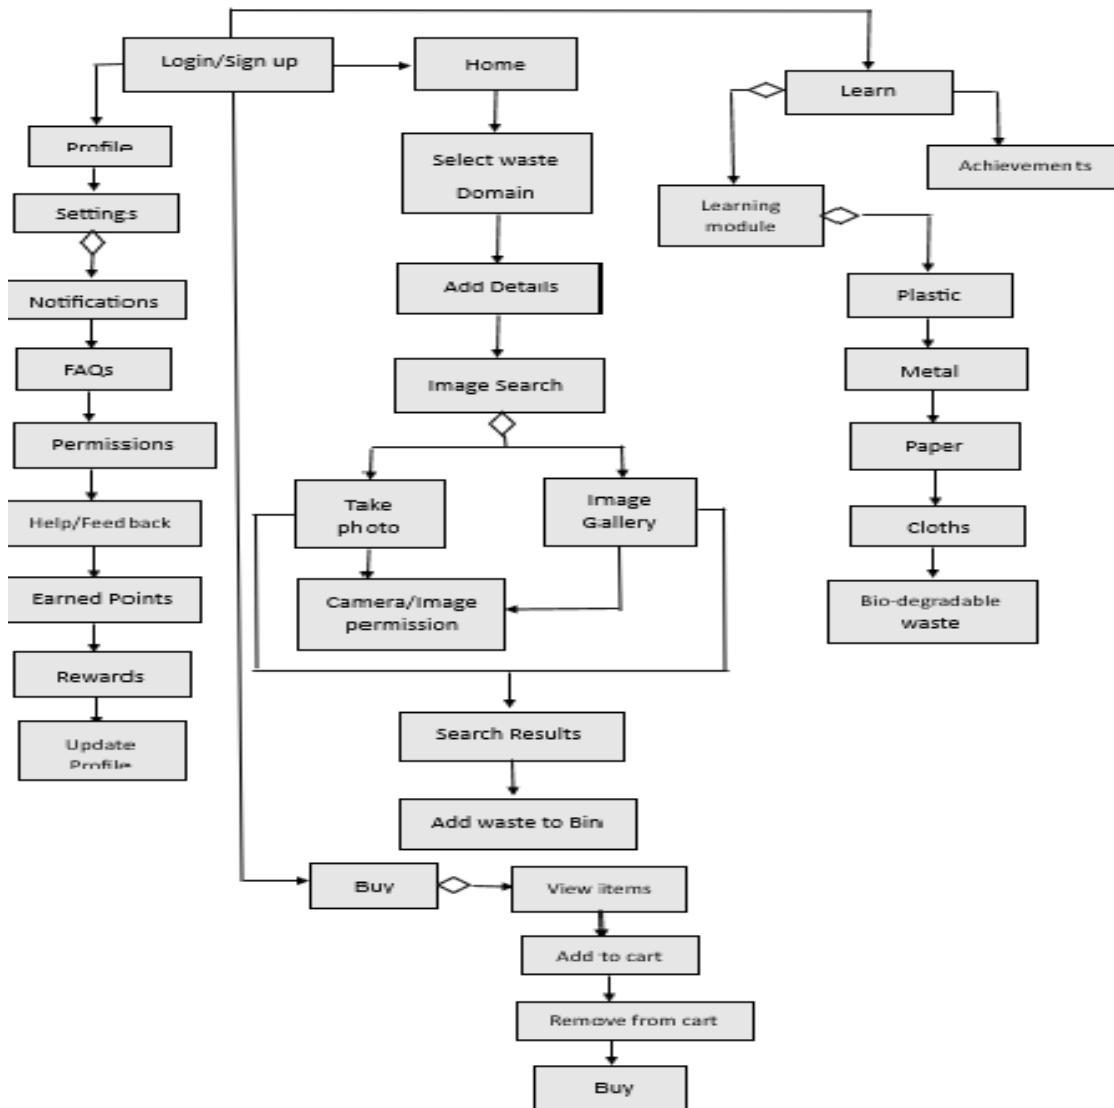 Login/Sign up
Home
Learn
Profile
Select waste
Domain
Achievements
Settings
Learning
module
Notifications
Add Details
Plastic
FAQs
Image Search
Metal
Permissions
Paper
Take
photo
Image
Gallery
Help/Feedback
Cloths
Earned Points
Camera/Image
permission
Bio-degradable
waste
Rewards
Search Results
Update
Profile
Add waste to Bin
Buy
View items
Add to cart
Remove from cart
Buy